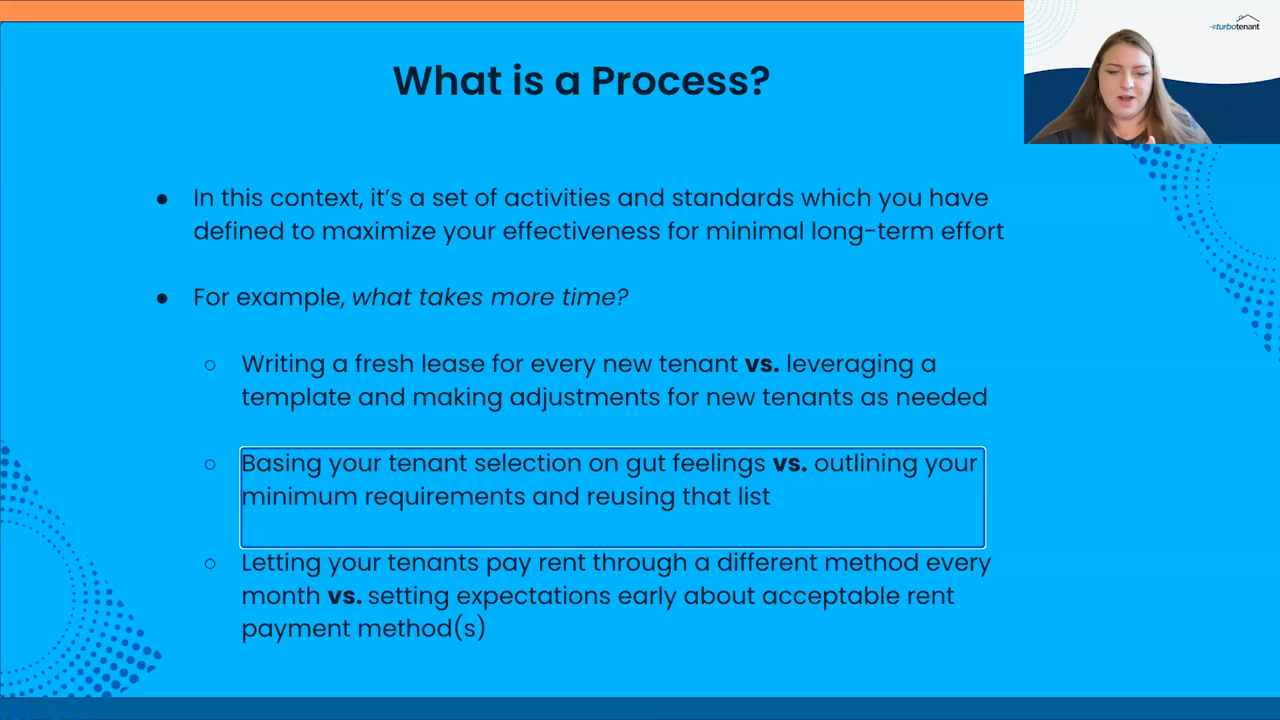 turbotenant
What is a Process?
● In this context, it's a set of activities and standards which you have
defined to maximize your effectiveness for minimal long-term effort
● For example, what takes more time?
○ Writing a fresh lease for every new tenant vs. leveraging a
template and making adjustments for new tenants as needed
○ Basing your tenant selection on gut feelings vs. outlining your
minimum requirements and reusing that list
○ Letting your tenants pay rent through a different method every
month vs. setting expectations early about acceptable rent
payment method(s)